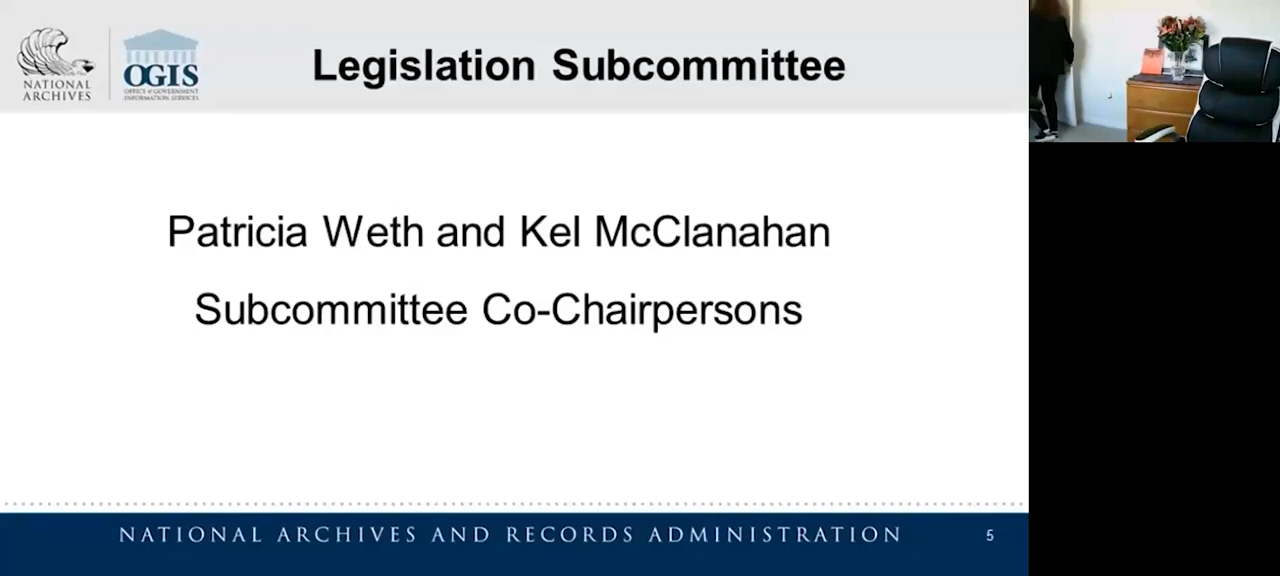 NATIONAL
ARCHIVES
OGIS
OFFICE of GOVERNMENT
INFORMATION SERVICES
Legislation Subcommittee
Patricia Weth and Kel McClanahan
Subcommittee Co-Chairpersons
NATIONAL ARCHIVES AND RECORDS ADMINISTRATION
5